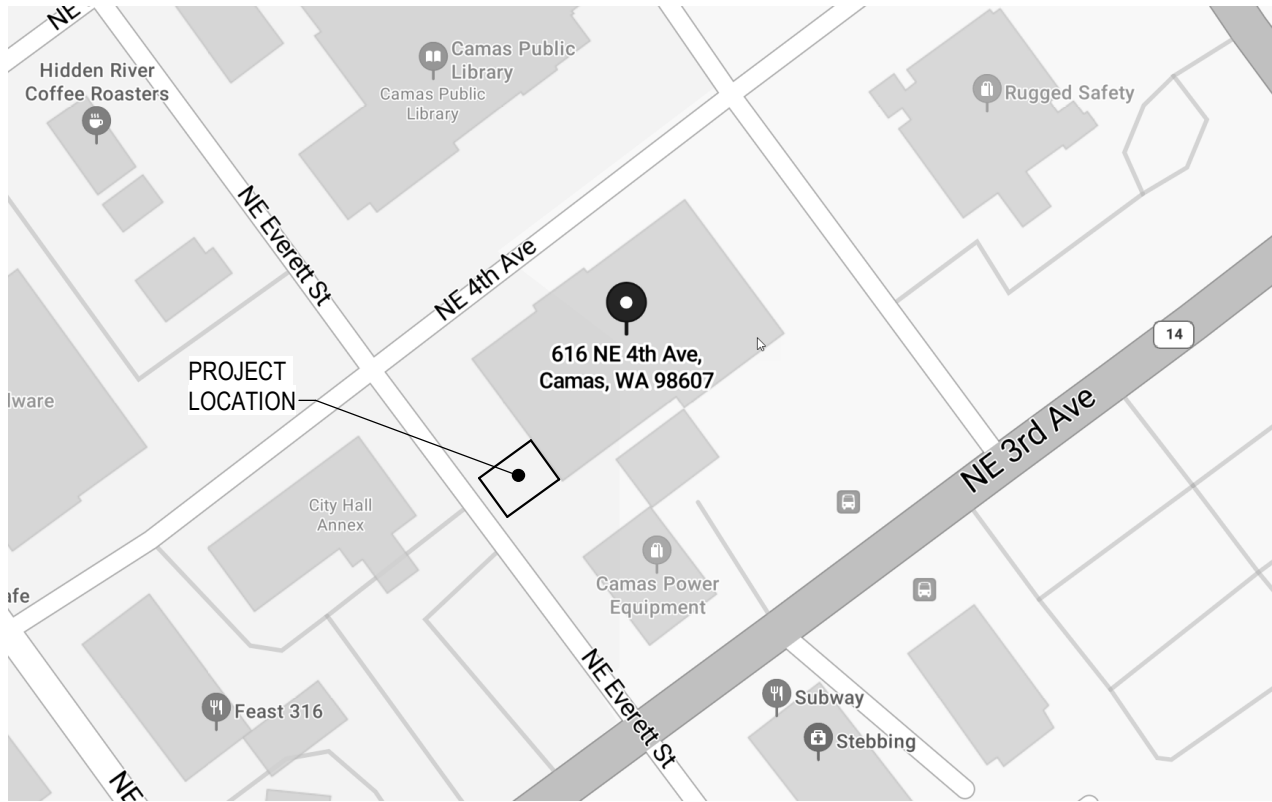 NE
Hidden River
Coffee Roasters
Camas Public
Library
Camas Public
Library
Rugged Safety
NE Everett St
NE 4th Ave
616 NE 4th Ave,
Camas, WA 98607
14
PROJECT
LOCATION
lware
NE 3rd Ave
City Hall
Annex
Camas Power
Equipment
afe
NE Everett St
Feast 316
Subway
Stebbing
NE